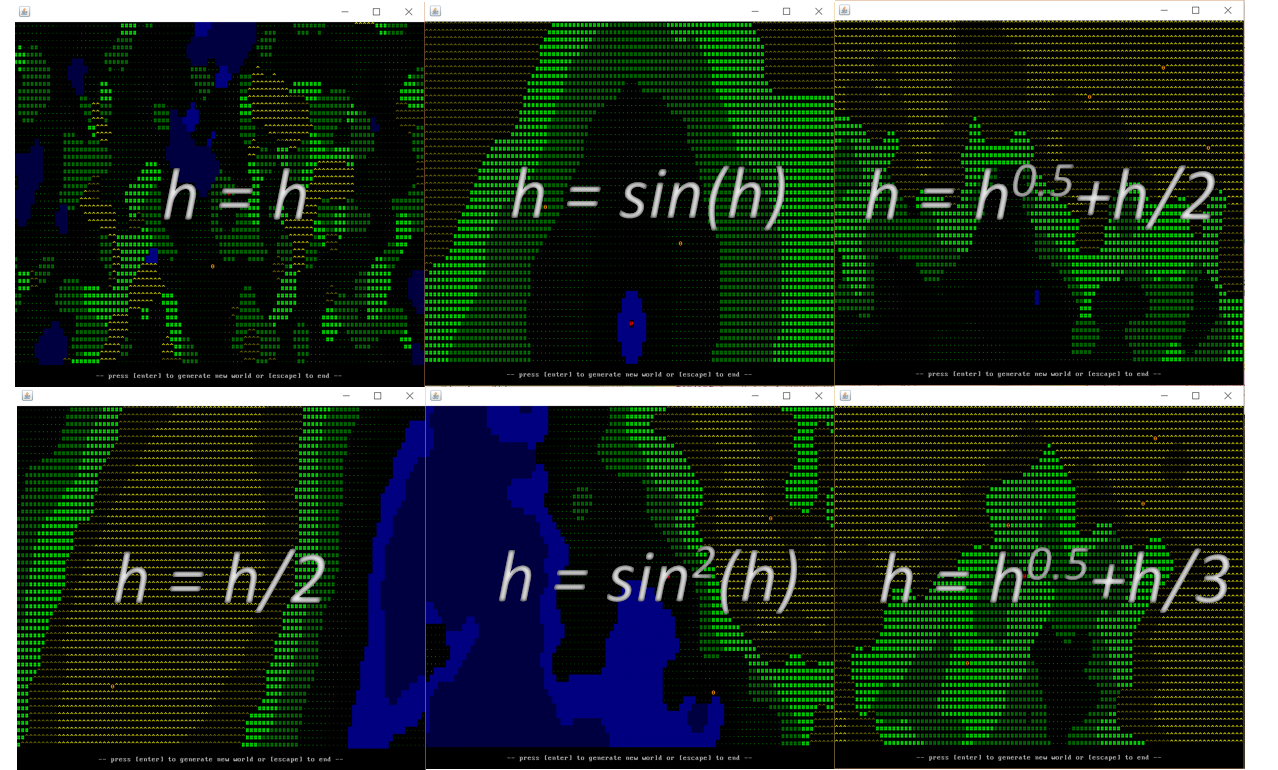 h = h
-- press [enter] to generate new world or [escape] to end --
h = sin(h)
-- press [enter] to generate new world or [escape] to end --
h = h^0.5+h/2
-- press [enter] to generate new world or [escape] to end --
h = h/2
-- press [enter] to generate new world or [escape] to end --
h = sin²(h)
-- press [enter] to generate new world or [escape] to end --
h = h^0.5+h/3
-- press [enter] to generate new world or [escape] to end --